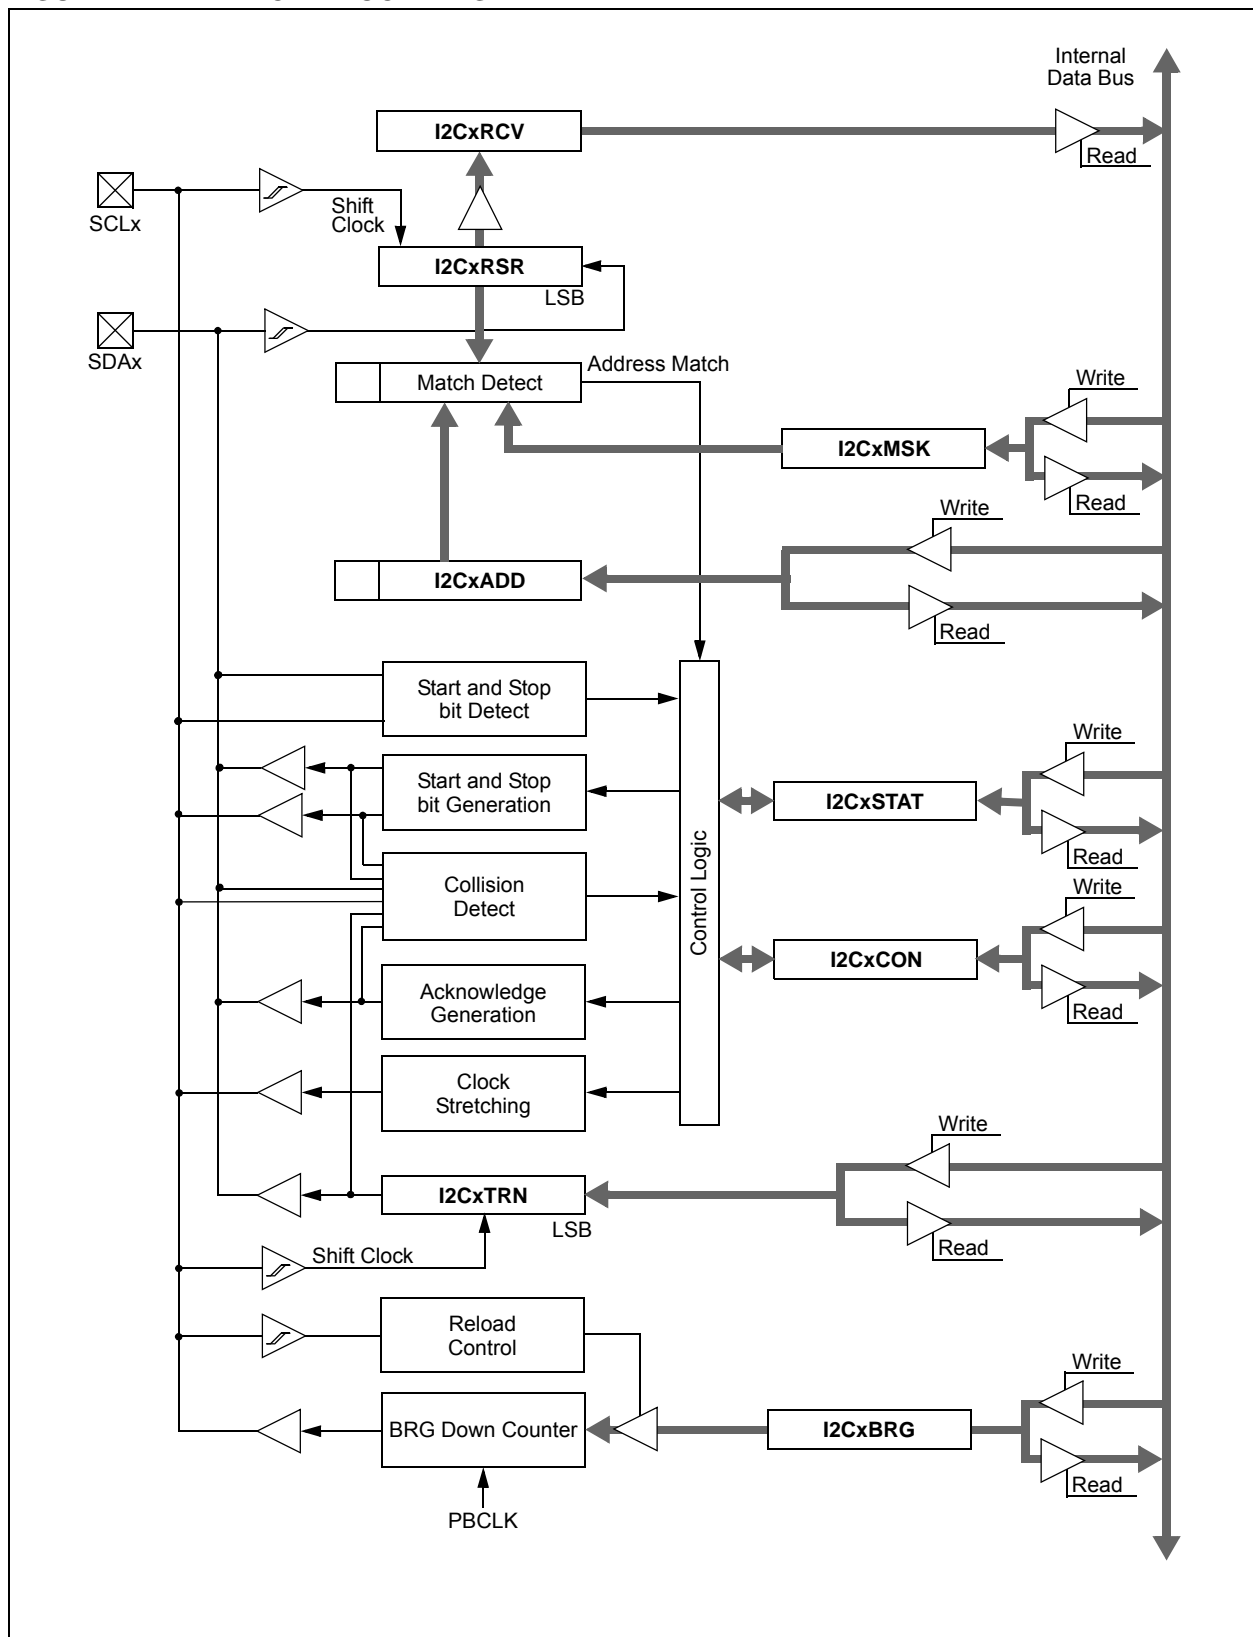 Internal
Data Bus
I2CxRCV
Read
SCLx
Shift
Clock
I2CxRSR
LSB
SDAx
Address Match
Match Detect
Write
I2CxMSK
Read
Write
I2CxADD
Read
Start and Stop
bit Detect
Control Logic
Write
Start and Stop
bit Generation
I2CxSTAT
Read
Collision
Detect
Write
I2CxCON
Read
Acknowledge
Generation
Clock
Stretching
Write
I2CxTRN
LSB
Read
Shift Clock
Reload
Control
Write
BRG Down Counter
I2CxBRG
Read
PBCLK